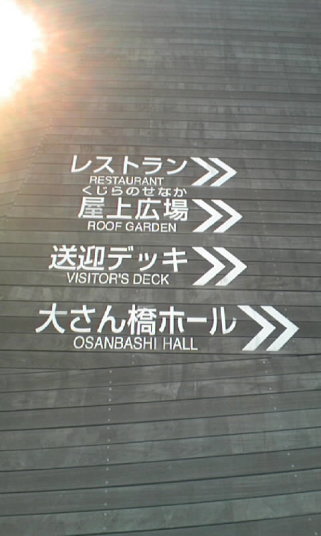 レストラン
RESTAURANT
くじらのせなか
屋上広場
ROOF GARDEN
送迎デッキ
VISITOR'S DECK
大さん橋ホール
OSANBASHI HALL